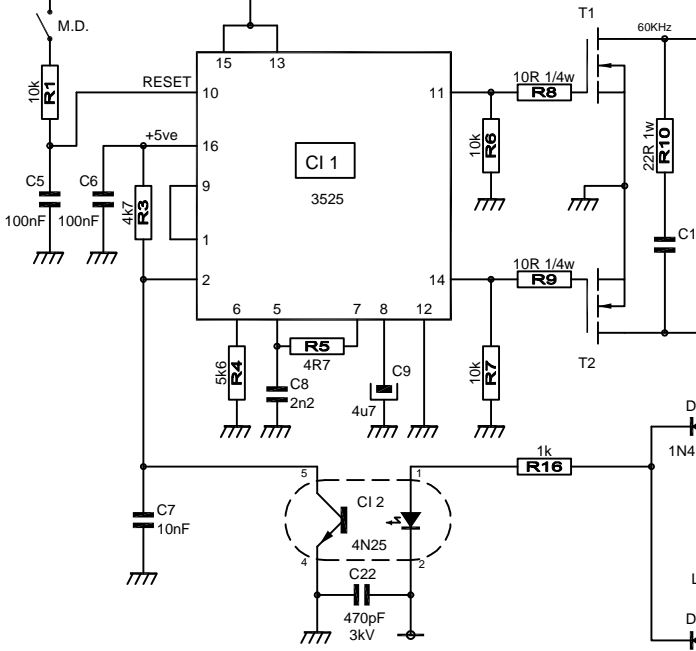 T1
M.D.
60KHz
15
13
10R 1/4w
R8
10k
R1
RESET
10
11
+5ve
16
CI 1
10k
R6
22R 1w
R10
C5
C6
9
3525
100nF
100nF
4k7
R3
1
C1
2
14
10R 1/4w
R9
6
5
7
8
12
R5
4R7
5k6
R4
C8
2n2
C9
4u7
10k
R7
T2
D
1N4
1k
R16
5
1
CI 2
C7
10nF
4N25
4
2
C22
L
470pF
3kV
D